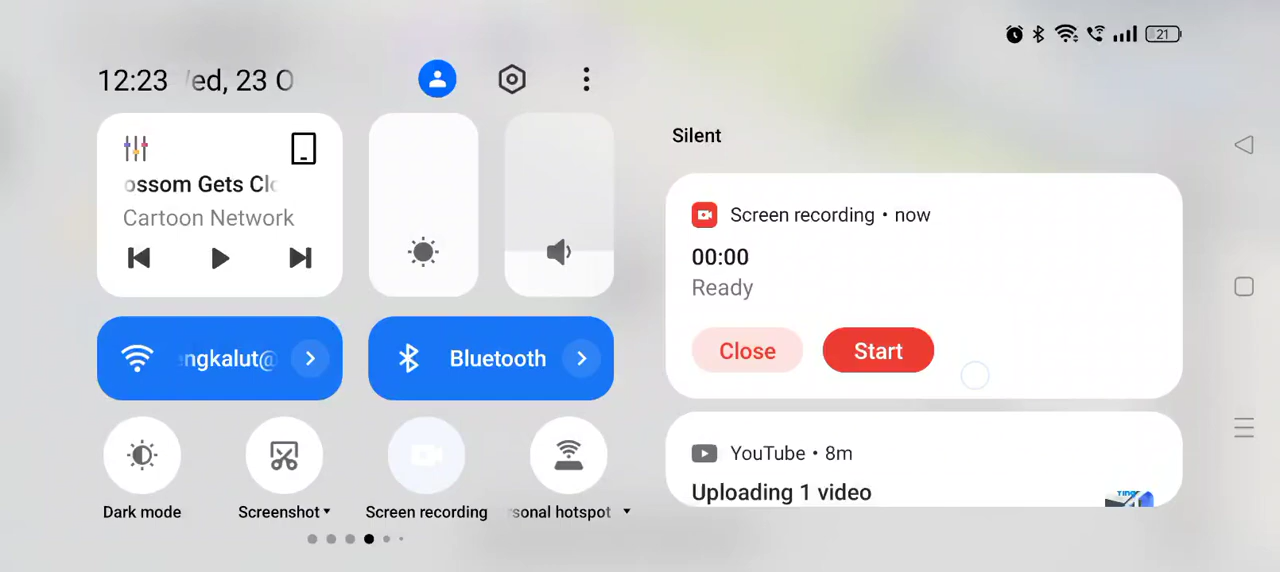 21
12:23 ed, 23 O
ossom Gets Cl
Cartoon Network
Silent
Screen recording • now
00:00
Ready
Close
Start
ngkalut@
Bluetooth
YouTube • 8m
Uploading 1 video
Dark mode
Screenshot
Screen recording
sonal hotspot